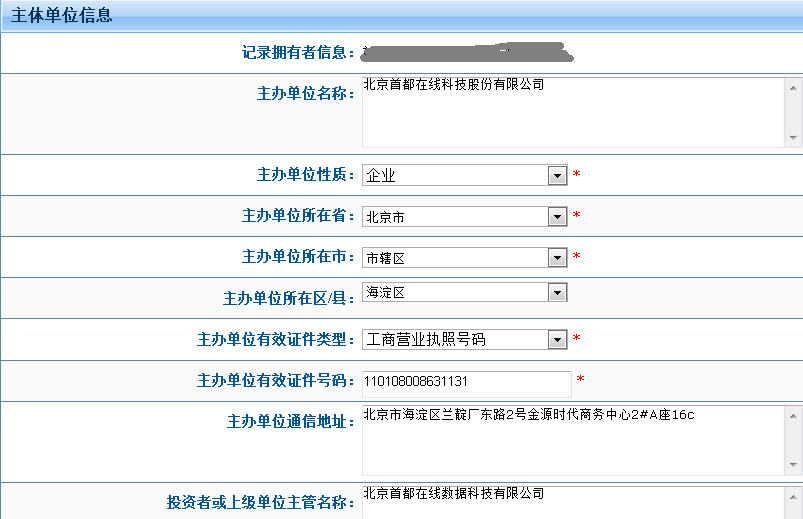 主体单位信息
记录拥有者信息：
主办单位名称： 北京首都在线科技股份有限公司
主办单位性质： 企业 *
主办单位所在省： 北京市 *
主办单位所在市： 市辖区 *
主办单位所在区/县： 海淀区
主办单位有效证件类型： 工商营业执照号码 *
主办单位有效证件号码： 110108008631131 *
主办单位通信地址： 北京市海淀区兰靛厂东路2号金源时代商务中心2#A座16c
投资者或上级单位主管名称： 北京首都在线数据科技有限公司